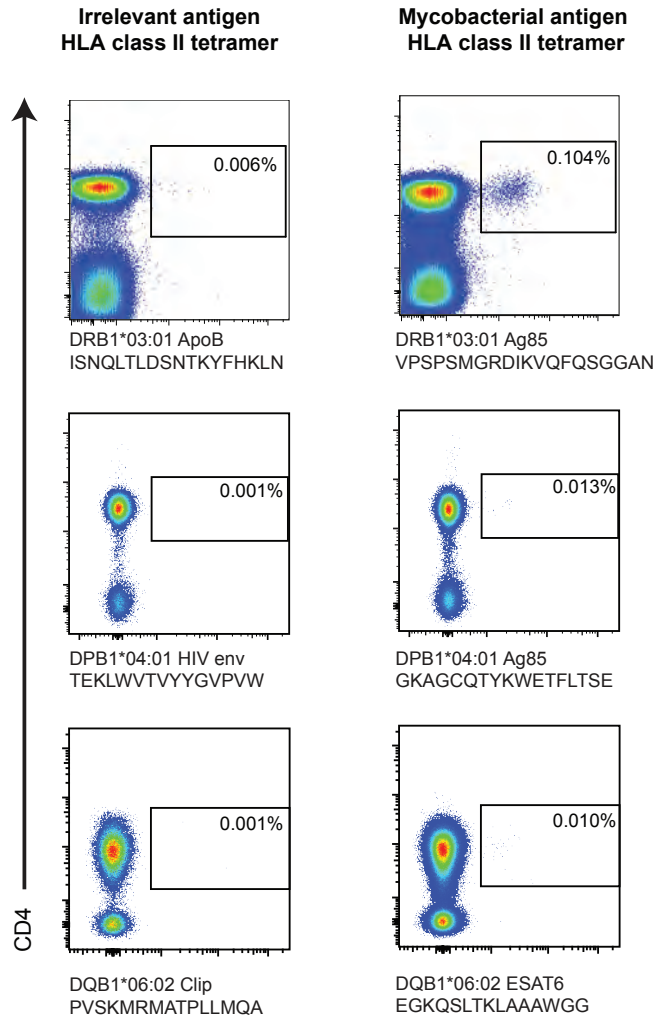 Irrelevant antigen
HLA class II tetramer
Mycobacterial antigen
HLA class II tetramer
0.006%
0.104%
DRB1*03:01 ApoB
ISNQLTLDSNTKYFHKLN
DRB1*03:01 Ag85
VPSPSMGRDIKVQFQSGGAN
0.001%
0.013%
DPB1*04:01 HIV env
TEKLWVTVYYGVPVW
DPB1*04:01 Ag85
GKAGCQTYKWETFLTSE
0.001%
0.010%
CD4
DQB1*06:02 Clip
PVSKMRMATPLLMQA
DQB1*06:02 ESAT6
EGKQSLTKLAAAWGG